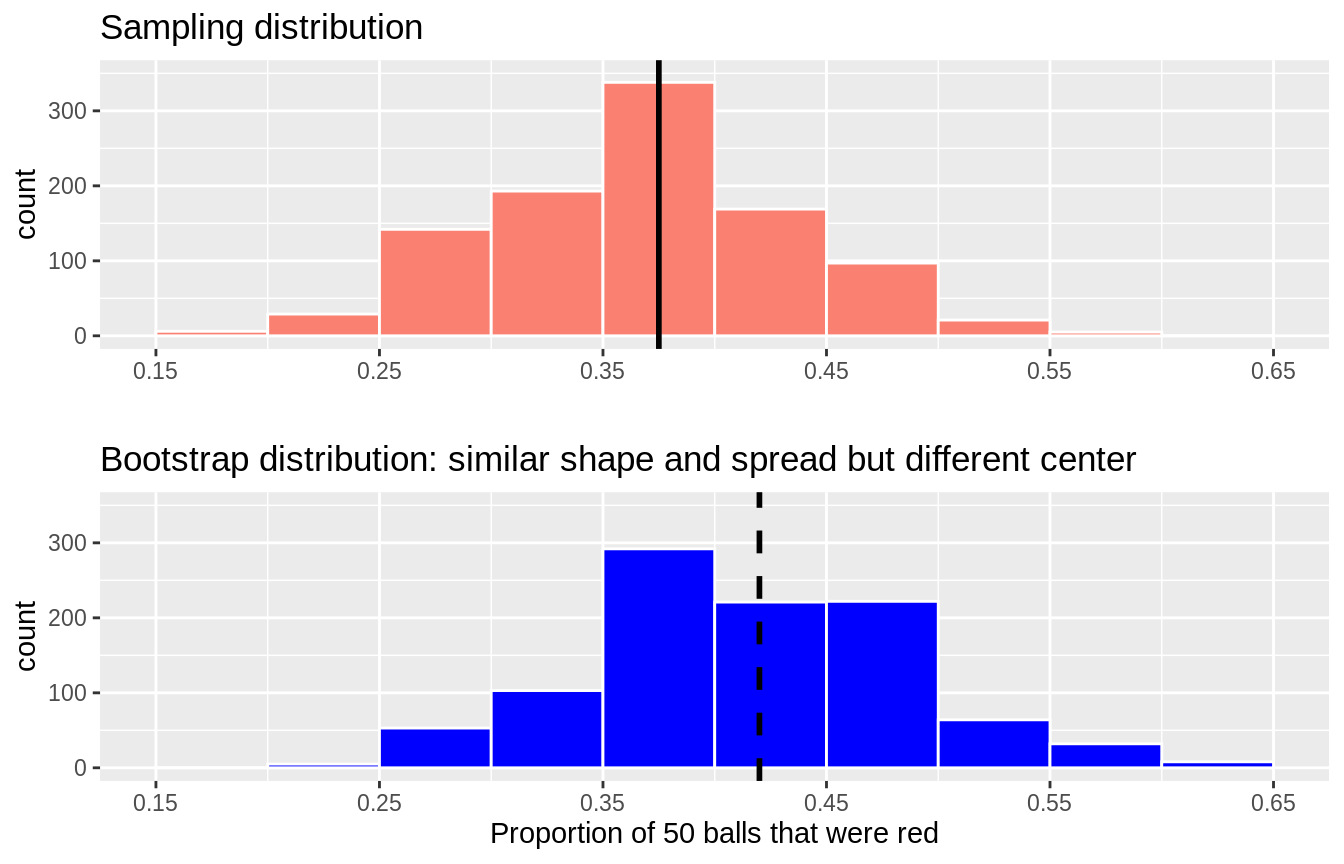 Sampling distribution
count
300
200
100
0
0.15 0.25 0.35 0.45 0.55 0.65
Bootstrap distribution: similar shape and spread but different center
count
300
200
100
0
0.15 0.25 0.35 0.45 0.55 0.65
Proportion of 50 balls that were red